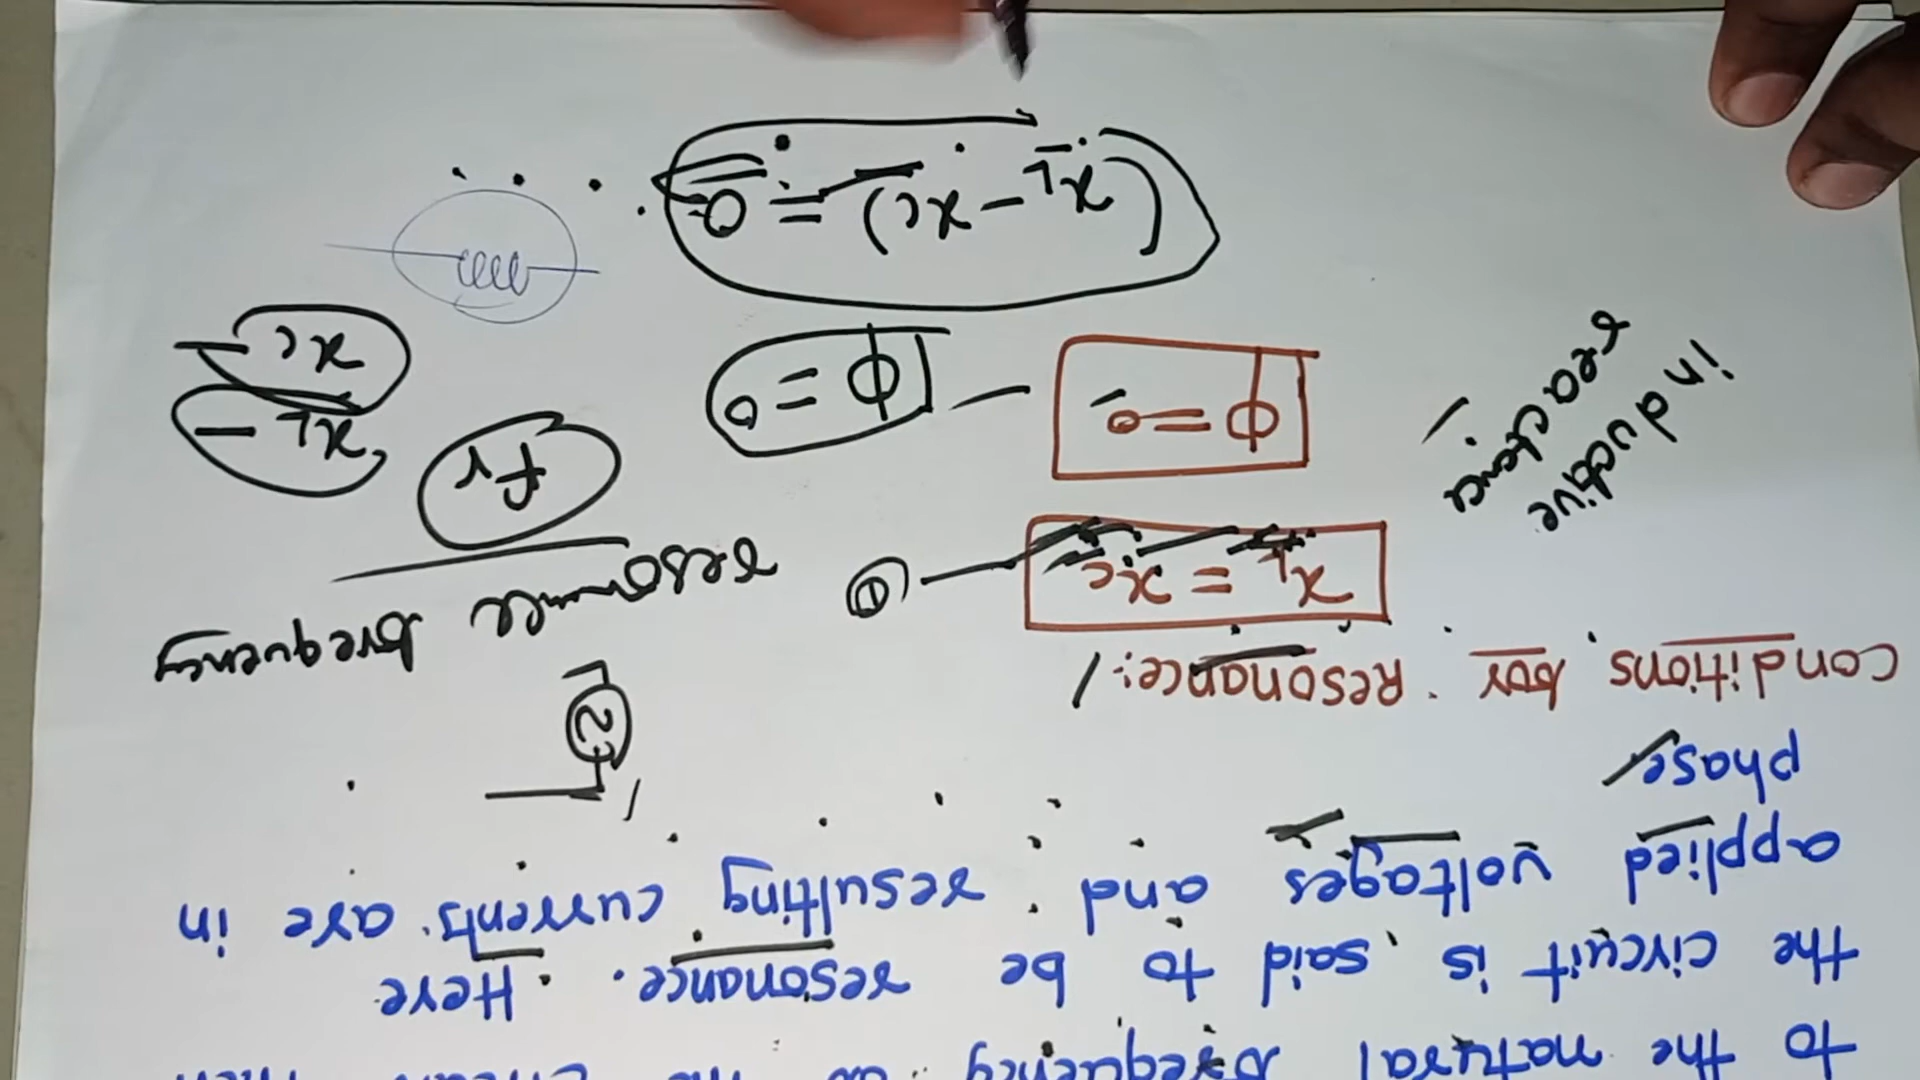 to the natural frequency
the circuit is said to be resonance. Here
applied voltages and resulting currents are in
phase
conditions for Resonance:
XL = XC ①
2
resonance frequency
fr
inductive
reactance
ϕ = 0
ϕ = 0
XL
XC
(XL - XC) = 0